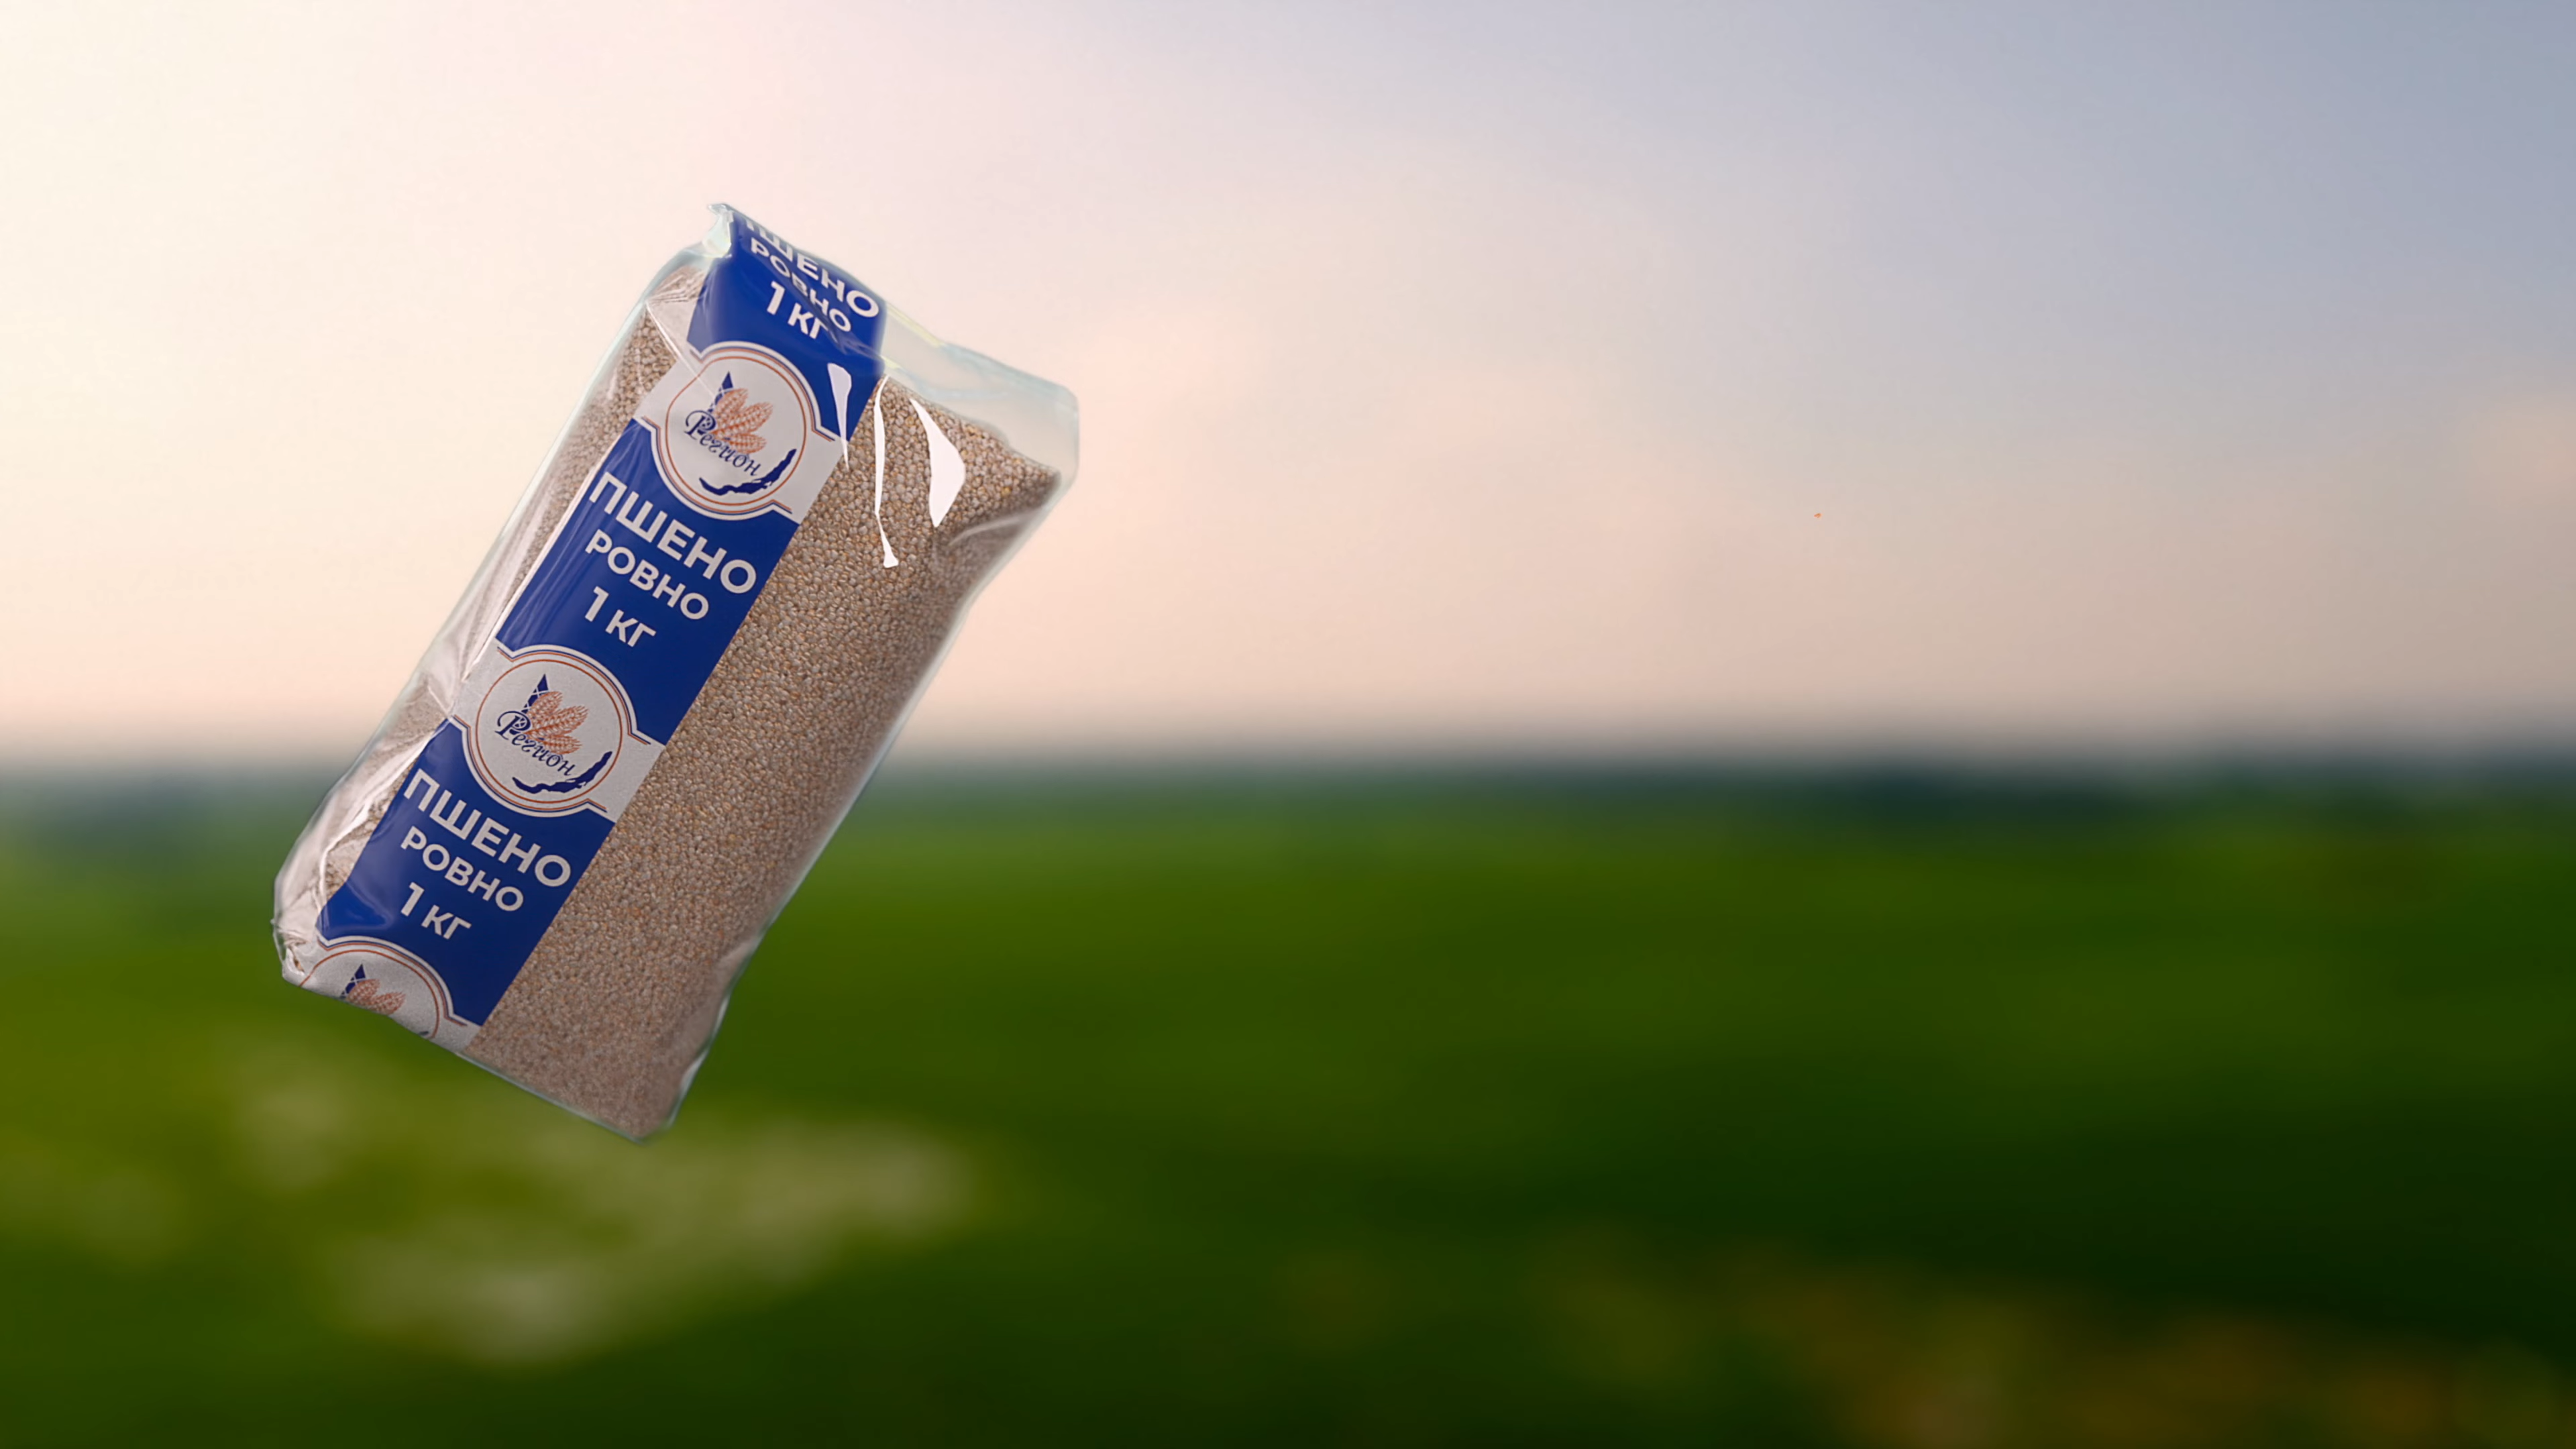 ПШЕНО
РОВНО
1 КГ
Регион
ПШЕНО
РОВНО
1 КГ
Регион
ПШЕНО
РОВНО
1 КГ